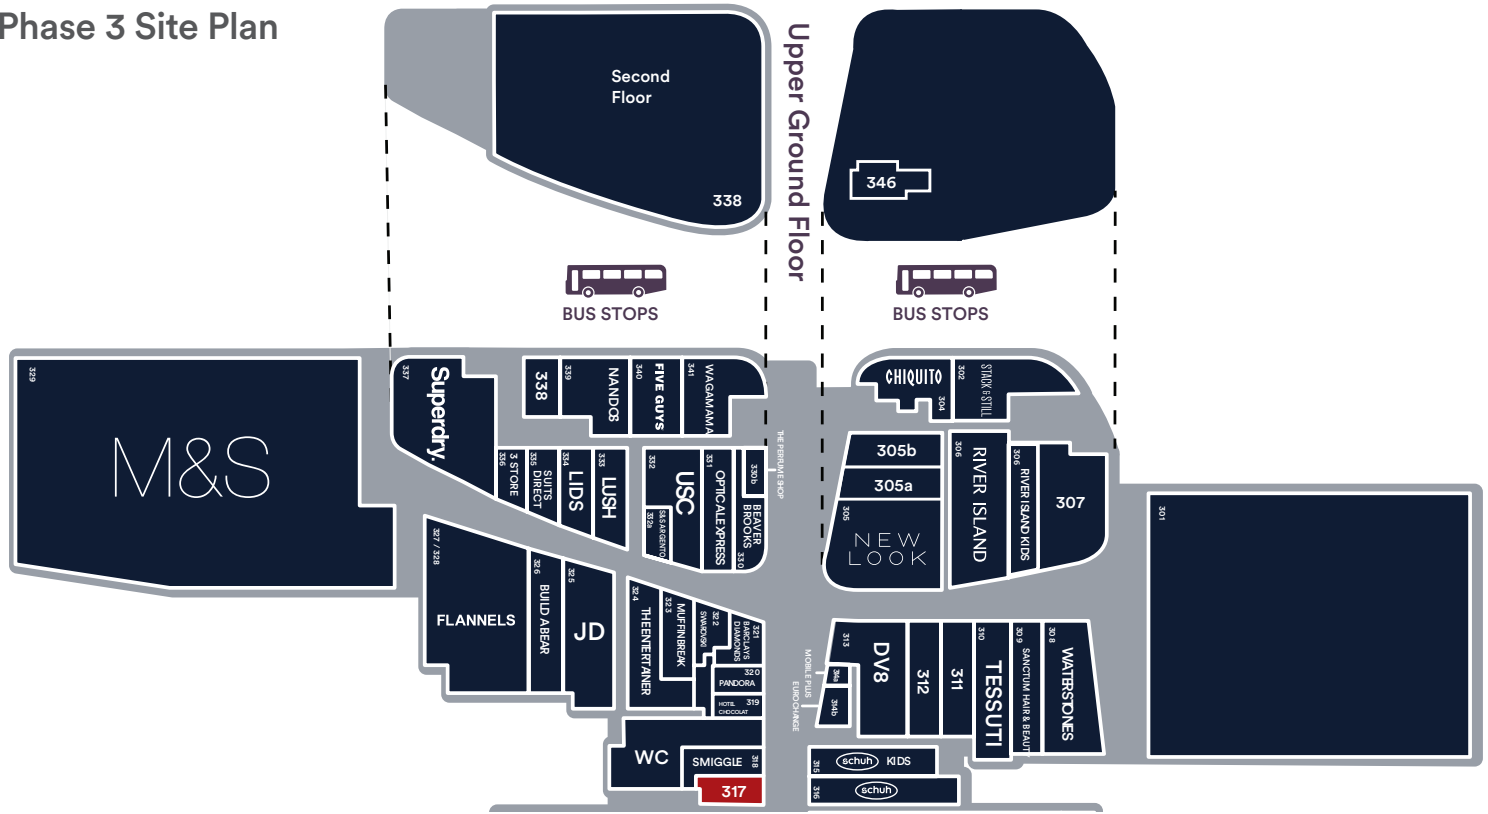 Phase 3 Site Plan
Second
Floor
338
Upper Ground Floor
346
BUS STOPS
BUS STOPS
329
M&S
337
Superdry.
338
339
NANDOS
340
FIVE GUYS
341
WAGAMAMA
CHIQUITO
304
302
STACK & STILL
336
3 STORE
335
SUITS
DIRECT
334
LIDS
333
LUSH
332
USC
332a
S&S ARGENTO
331
OPTICAL EXPRESS
330b
THE PERFUME SHOP
BEAVER
BROOKS
330
305b
305a
305
NEW
LOOK
306
RIVER ISLAND
306
RIVER ISLAND KIDS
307
301
327 / 328
FLANNELS
326
BUILD A BEAR
325
JD
324
THE ENTERTAINER
323
MUFFIN BREAK
322
SWAROVSKI
321
BARCLAYS
DIAMONDS
320
PANDORA
319
HOTEL
CHOCOLAT
WC
SMIGGLE
318
317
313
DV8
314a
MOBILE PLUS
314b
EUROCHANGE
312
311
310
TESSUTI
309
SANCTUM HAIR & BEAUTY
308
WATERSTONES
315
schuh KIDS
316
schuh